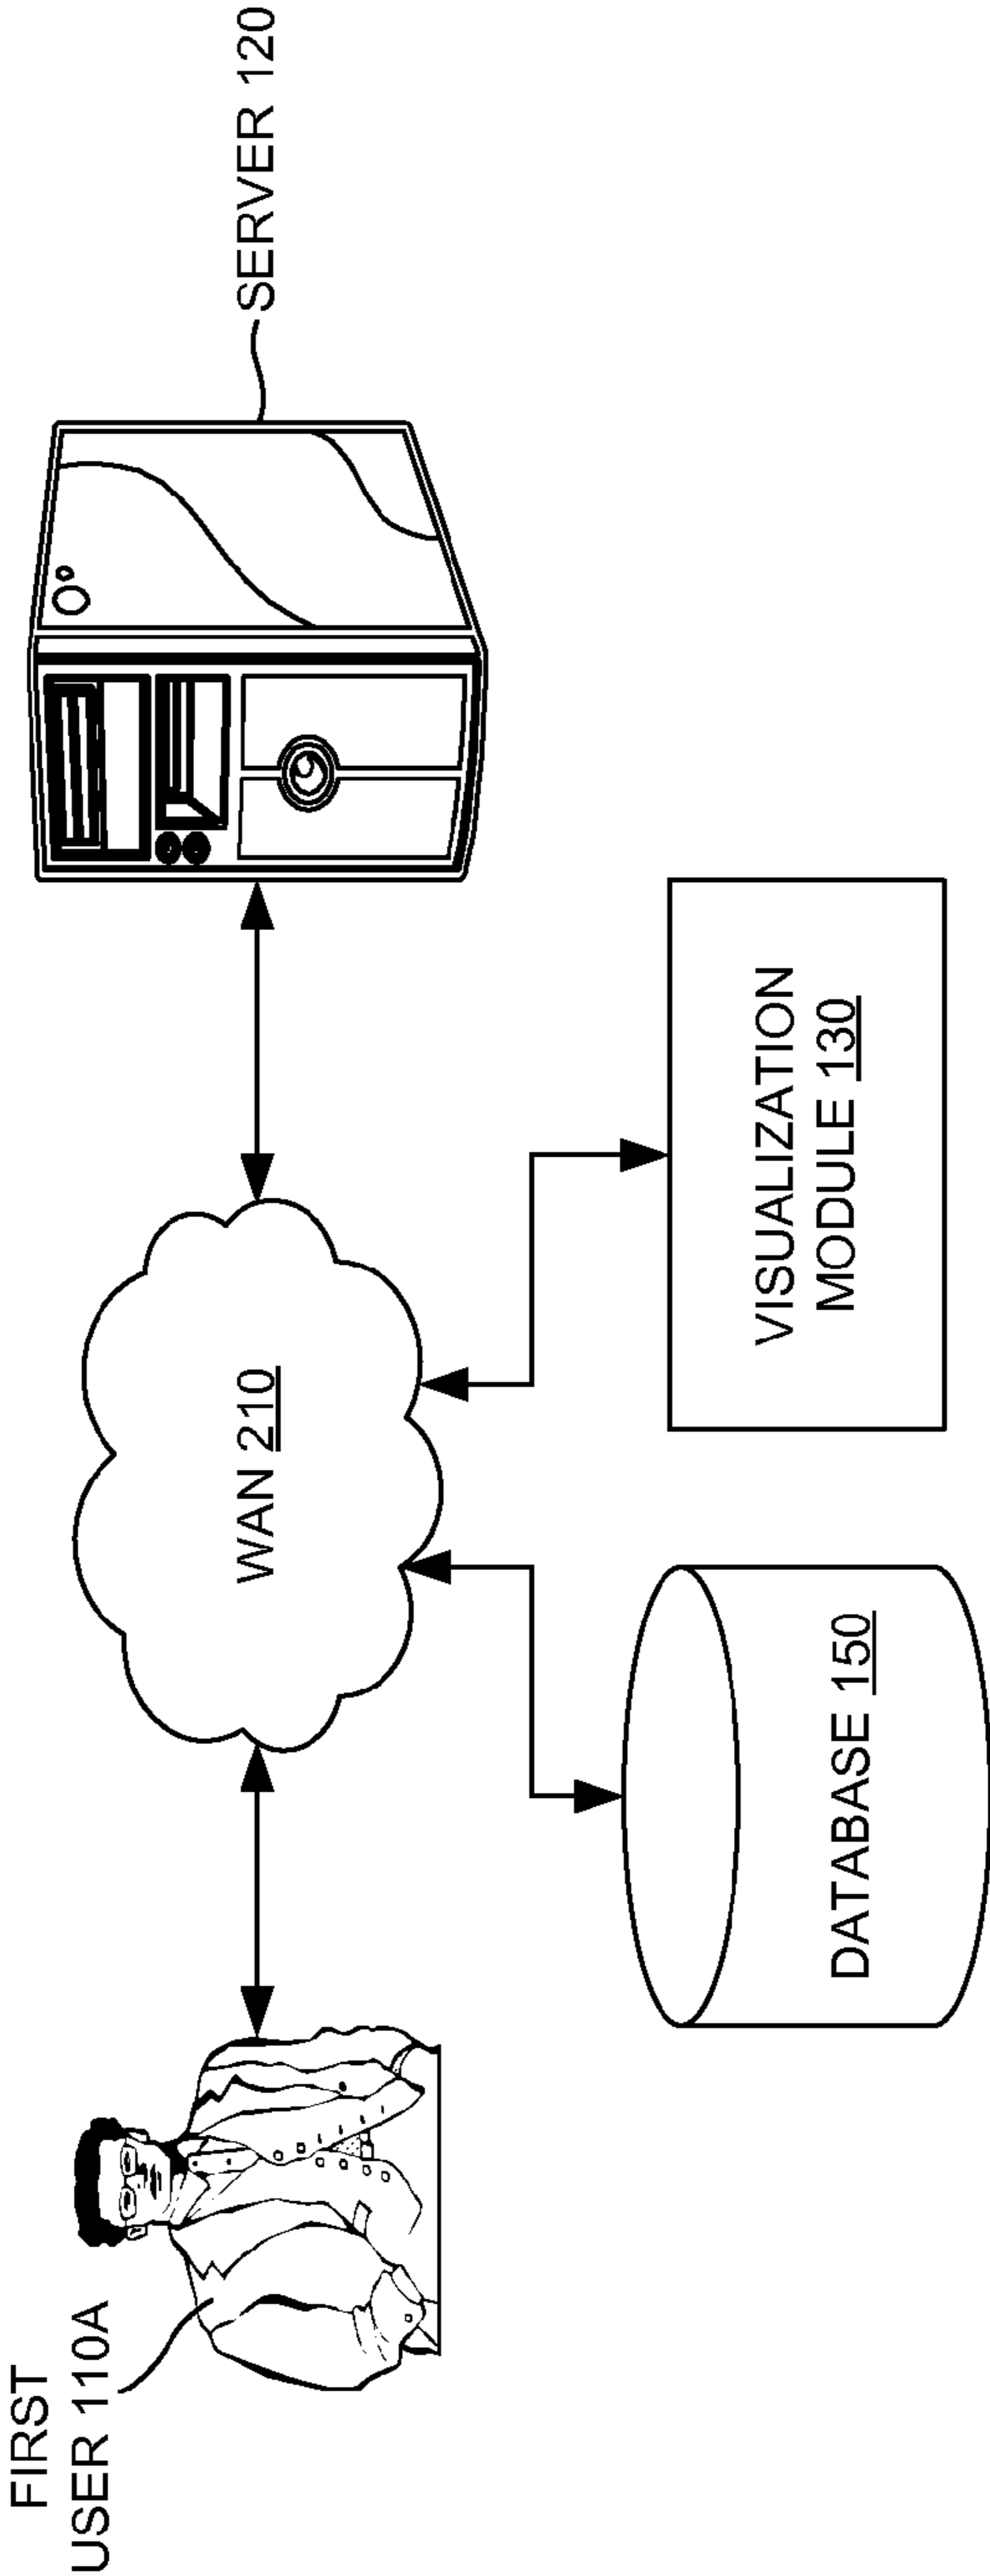 FIRST
USER 110A
WAN 210
SERVER 120
DATABASE 150
VISUALIZATION
MODULE 130